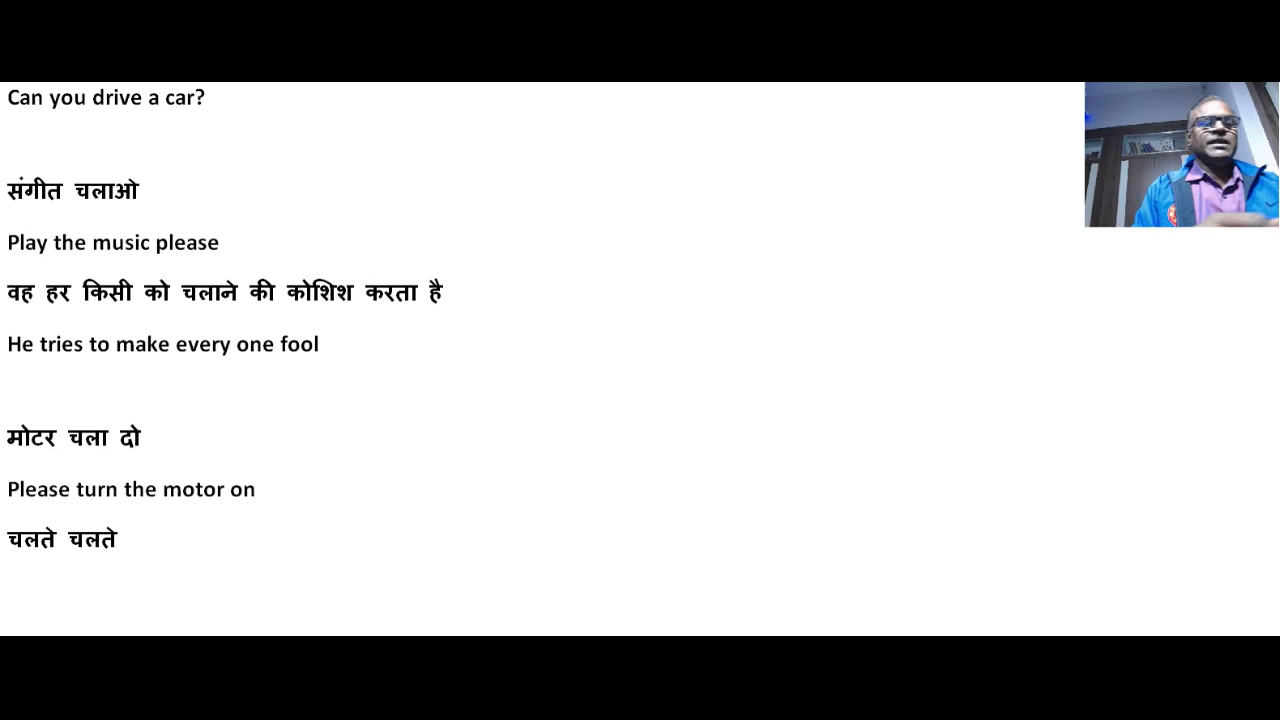 Can you drive a car?
संगीत चलाओ
Play the music please
वह हर किसी को चलाने की कोशिश करता है
He tries to make every one fool
मोटर चला दो
Please turn the motor on
चलते चलते